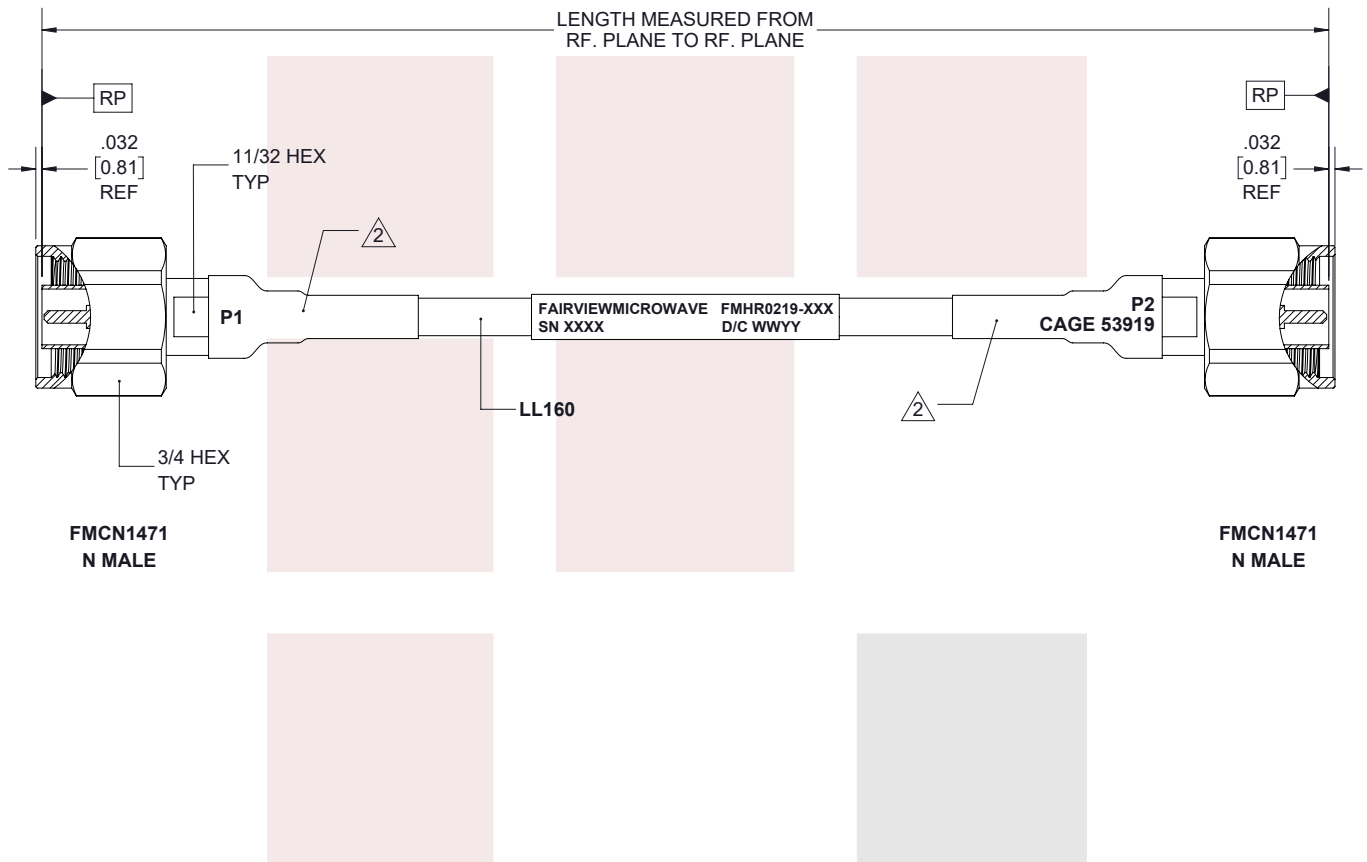 LENGTH MEASURED FROM
RF. PLANE TO RF. PLANE
RP
RP
.032
[0.81]
REF
11/32 HEX
TYP
.032
[0.81]
REF
2
P1
FAIRVIEWMICROWAVE FMHR0219-XXX
SN XXXX D/C WWYY
P2
CAGE 53919
LL160
2
3/4 HEX
TYP
FMCN1471
N MALE
FMCN1471
N MALE